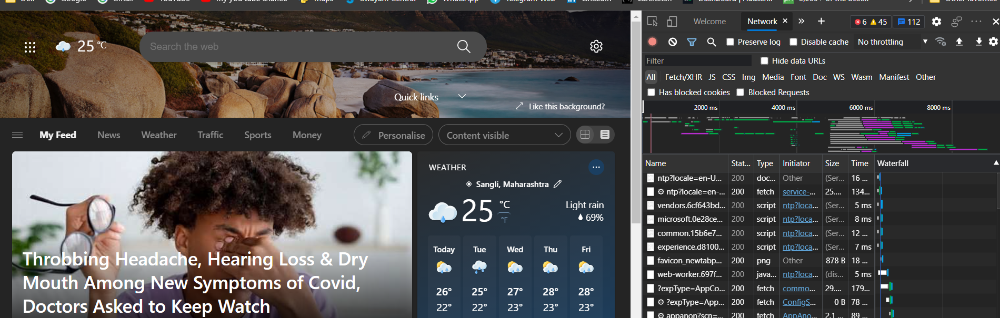 Dell
Google
Gmail
YouTube
My you tube chance
Maps
Swayam Central
WhatsApp
Telegram Web
LinkedIn
EarSketch
Dashboard | Hacker...
5,000+ of the best...
Other favorites
25 °C
Search the web
Quick links
Like this background?
My Feed
News
Weather
Traffic
Sports
Money
Personalise
Content visible
Throbbing Headache, Hearing Loss & Dry
Mouth Among New Symptoms of Covid,
Doctors Asked to Keep Watch
WEATHER
Sangli, Maharashtra
25 °C
°F
Light rain
69%
Today Tue Wed Thu Fri
26° 25° 27° 28° 28°
22° 22° 23° 23° 23°
Welcome
Network
6 45
112
Preserve log
Disable cache
No throttling
Filter
Hide data URLs
All Fetch/XHR JS CSS Img Media Font Doc WS Wasm Manifest Other
Has blocked cookies
Blocked Requests
2000 ms 4000 ms 6000 ms 8000 ms
Name Stat... Type Initiator Size Time Waterfall
ntp?locale=en-U... 200 doc... Other (Ser... 16 ...
ntp?locale=en-... 200 fetch service-... 25.... 134...
vendors.6cf643bd... 200 script ntp?loca... (Ser... 5 ms
microsoft.0e28ce... 200 script ntp?loca... (Ser... 8 ms
common.15b6e7... 200 script ntp?loca... (Ser... 12 ...
experience.d8100... 200 script ntp?loca... (Ser... 7 ms
favicon_newtabp... 200 png Other 878 B 18 ...
web-worker.697f... 200 java... ntp?loca... (dis... 5 ms
?expType=AppCo... 200 fetch commo... 29.... 179...
?expType=App... 200 fetch ConfigS... 0 B 78 ...
appanon?scn=... 200 fetch AppAno... 2.1 ... 89 ...